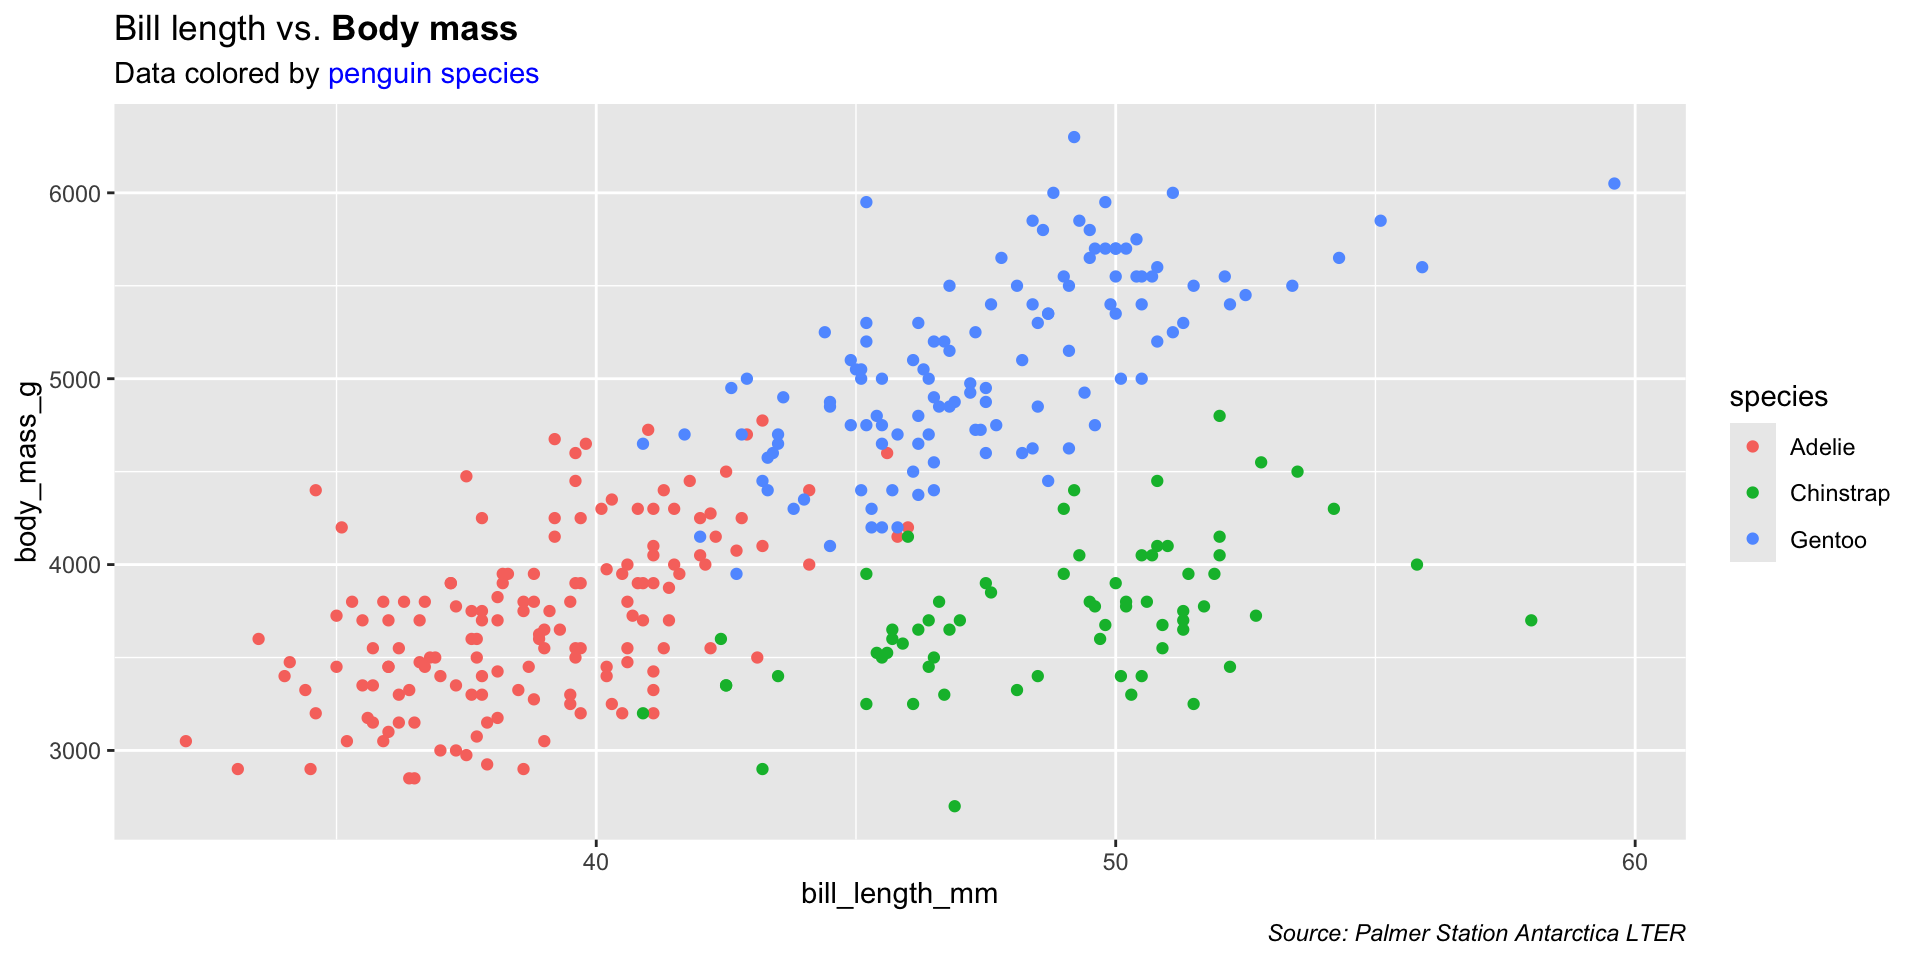 Bill length vs. Body mass
Data colored by penguin species
6000
5000
4000
3000
body_mass_g
40
50
60
bill_length_mm
species
Adelie
Chinstrap
Gentoo
Source: Palmer Station Antarctica LTER